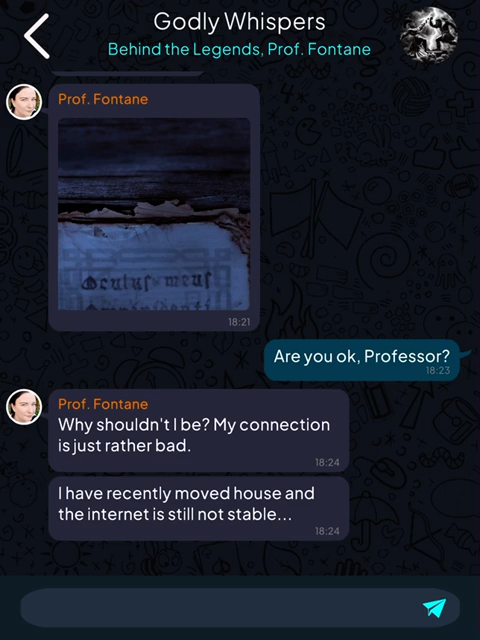 Godly Whispers
Behind the Legends, Prof. Fontane
Prof. Fontane
Oculus meus
18:21
Are you ok, Professor?
18:23
Prof. Fontane
Why shouldn't I be? My connection
is just rather bad.
18:24
I have recently moved house and
the internet is still not stable...
18:24